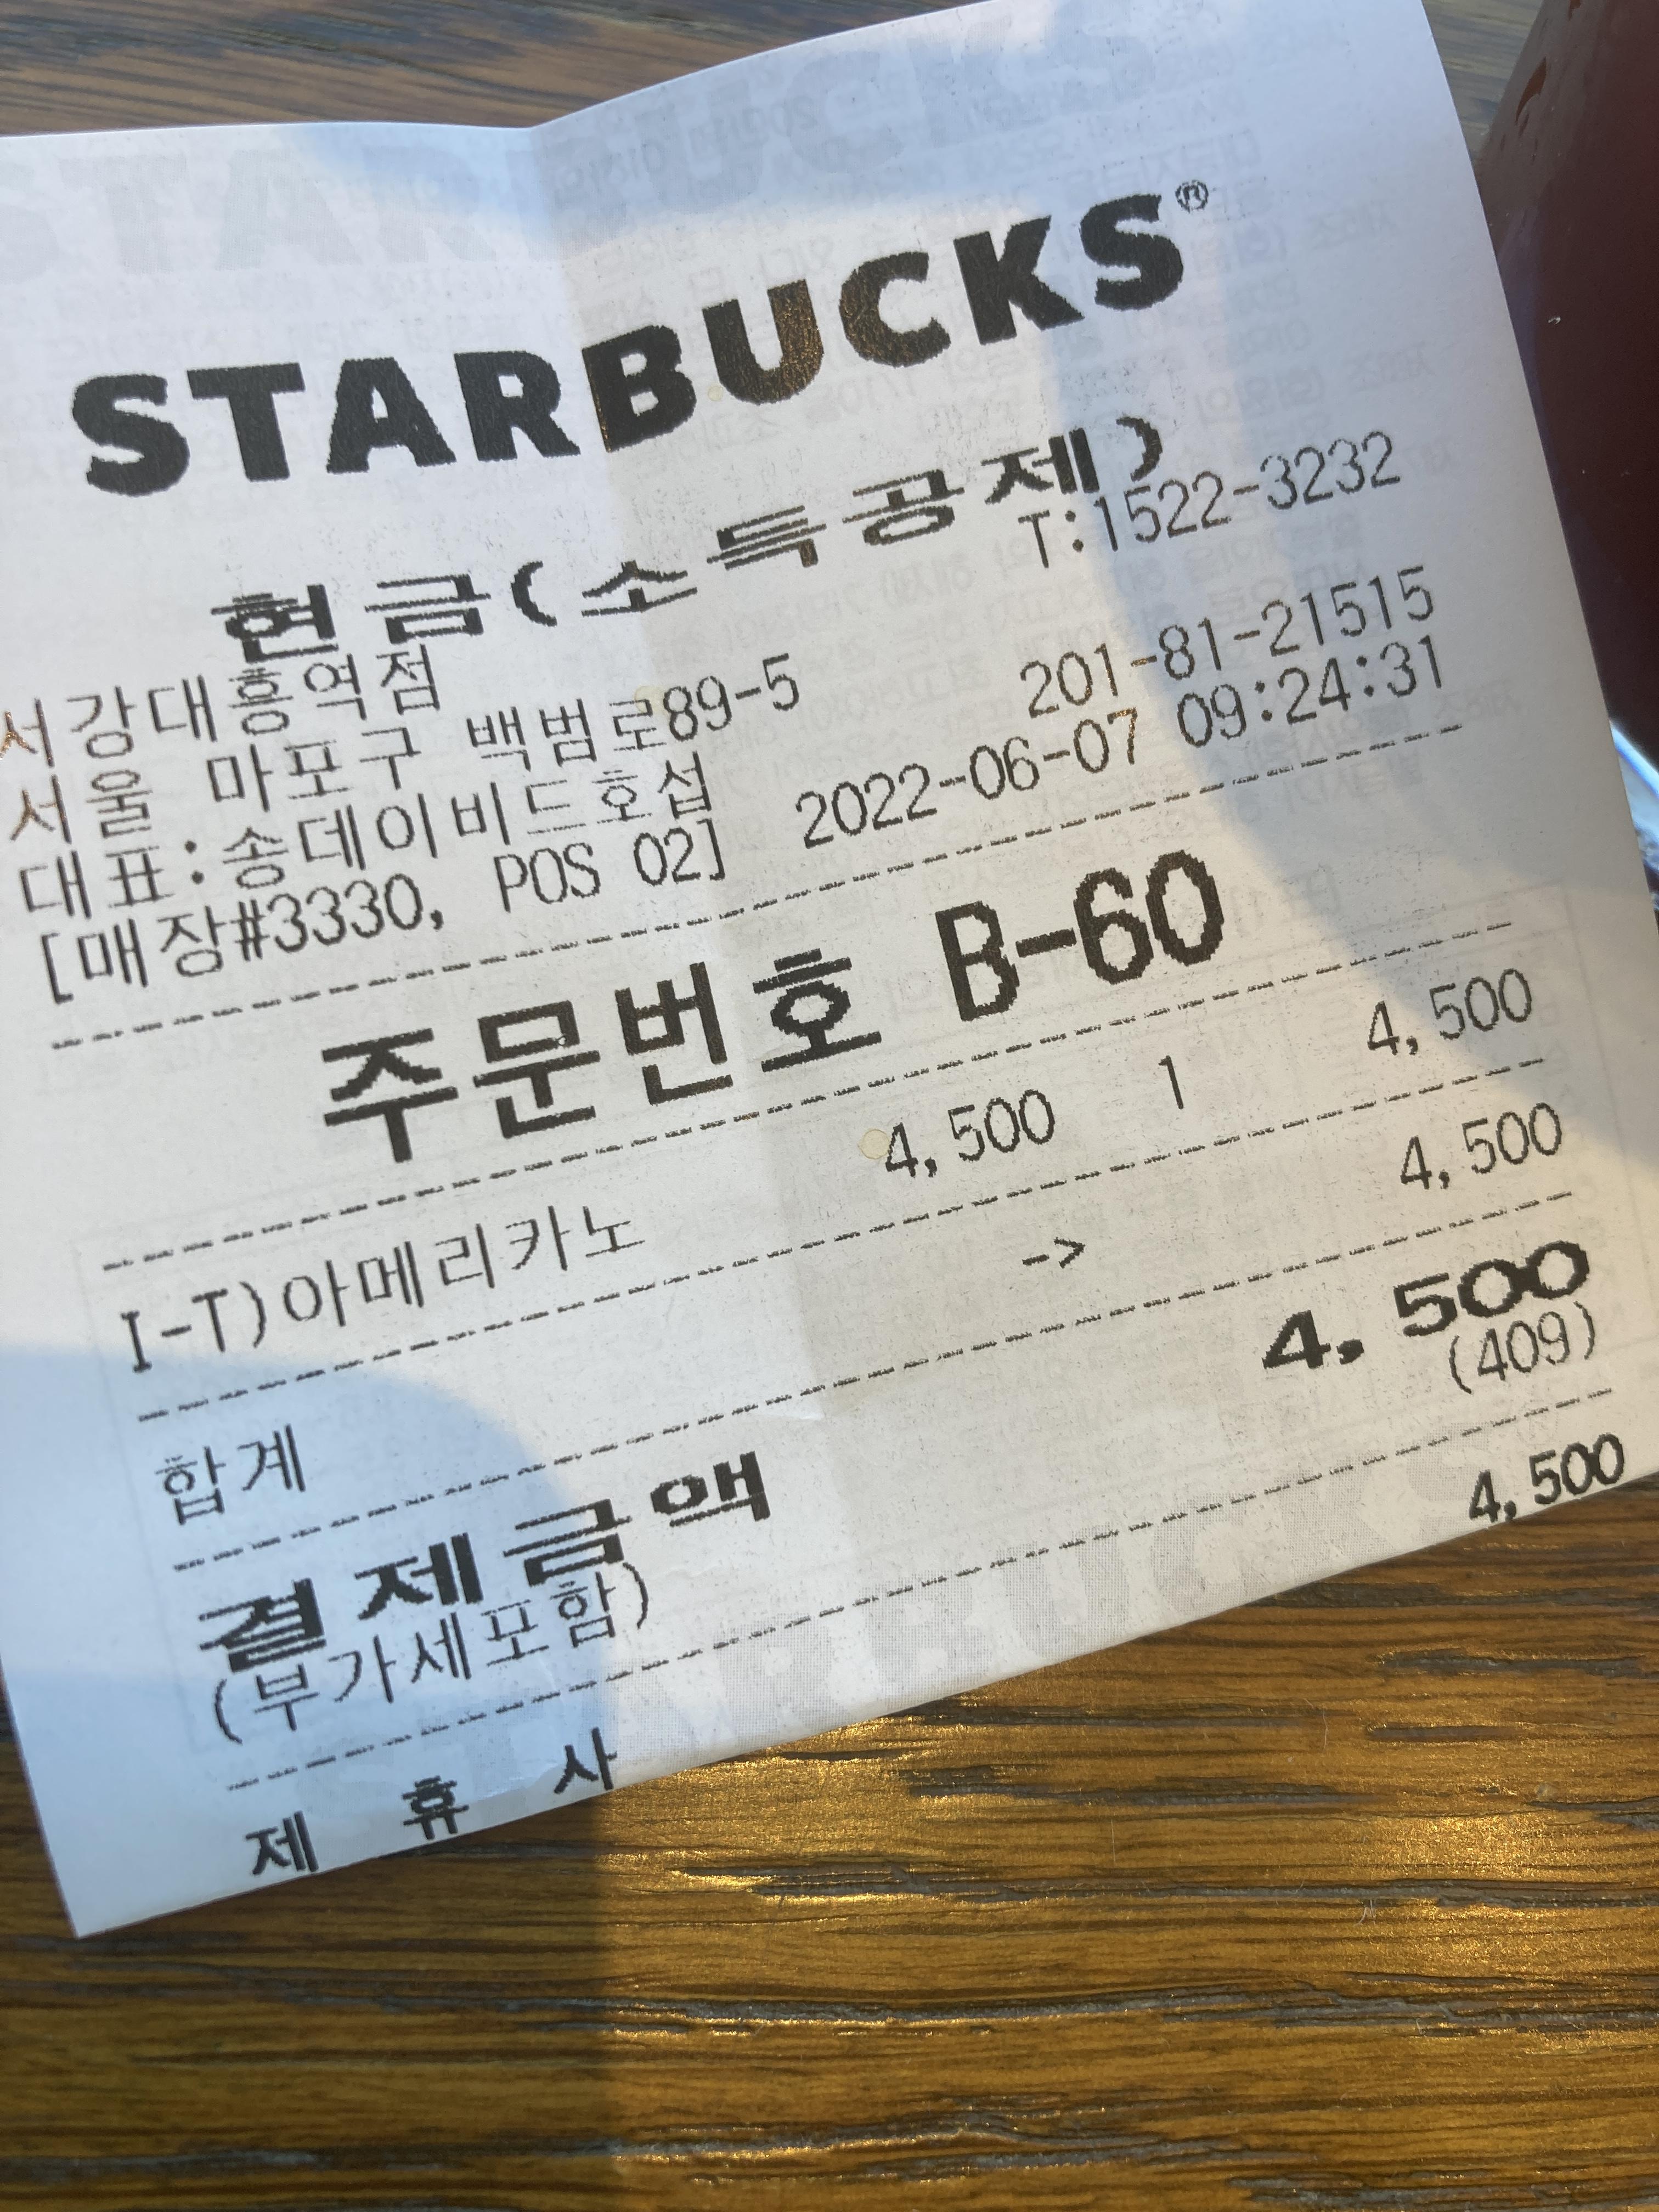 STARBUCKS®
현금(소득공제)
서강대흥역점 T:1522-3232
서울 마포구 백범로89-5
대표:송데이비드호섭 201-81-21515
[매장#3330, POS 02] 2022-06-07 09:24:31
주문번호 B-60
I-T)아메리카노 4,500 1 4,500
합계 -> 4,500
결제금액 4,500
(부가세포함) (409)
제 휴 사 4,500